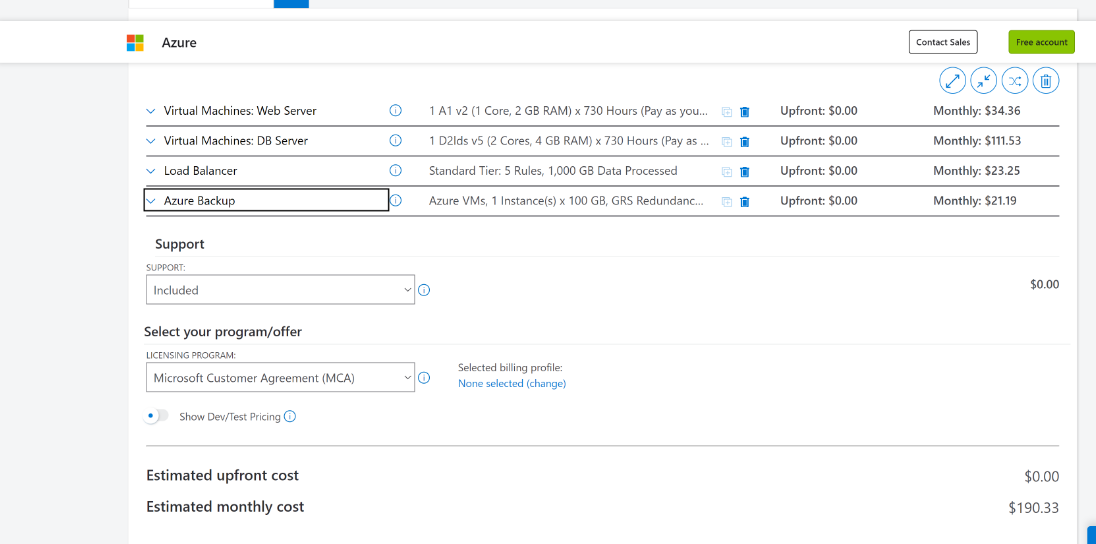 Azure
Contact Sales
Free account
Virtual Machines: Web Server 1 A1 v2 (1 Core, 2 GB RAM) x 730 Hours (Pay as you... Upfront: $0.00 Monthly: $34.36
Virtual Machines: DB Server 1 D2lds v5 (2 Cores, 4 GB RAM) x 730 Hours (Pay as ... Upfront: $0.00 Monthly: $111.53
Load Balancer Standard Tier: 5 Rules, 1,000 GB Data Processed Upfront: $0.00 Monthly: $23.25
Azure Backup Azure VMs, 1 Instance(s) x 100 GB, GRS Redundanc... Upfront: $0.00 Monthly: $21.19
Support
SUPPORT:
Included $0.00
Select your program/offer
LICENSING PROGRAM:
Microsoft Customer Agreement (MCA)
Selected billing profile:
None selected (change)
Show Dev/Test Pricing
Estimated upfront cost $0.00
Estimated monthly cost $190.33